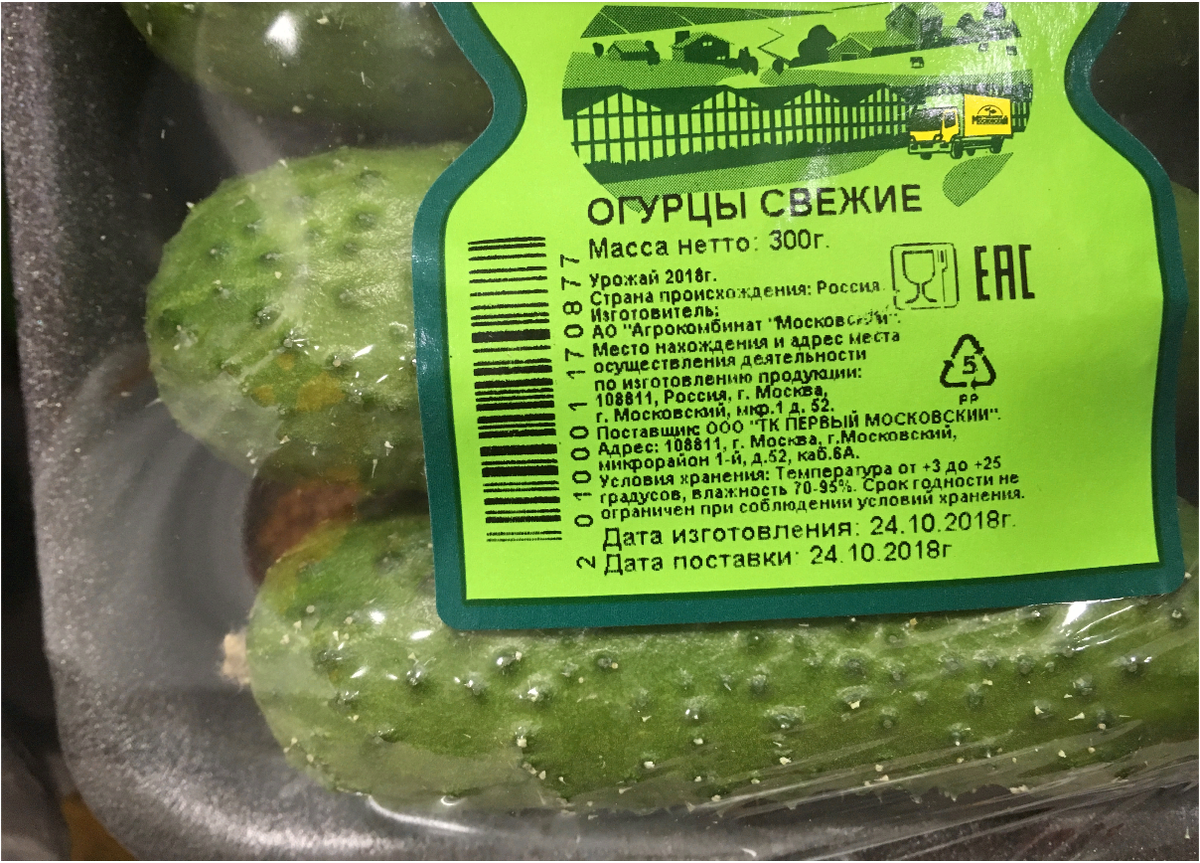 Московский
ОГУРЦЫ СВЕЖИЕ
Масса нетто: 300г.
Урожай 2018г.
Страна происхождения: Россия.
Изготовитель:
АО "Агрокомбинат "Московский".
Место нахождения и адрес места
осуществления деятельности
по изготовлению продукции:
108811, Россия, г. Москва,
г. Московский, мкр.1 д. 52.
Поставщик: ООО "ТК ПЕРВЫЙ МОСКОВСКИЙ".
Адрес: 108811, г. Москва, г.Московский,
микрорайон 1-й, д.52, каб.6А.
Условия хранения: Температура от +3 до +25
градусов, влажность 70-95%. Срок годности не
ограничен при соблюдении условий хранения.
Дата изготовления: 24.10.2018г.
Дата поставки: 24.10.2018г
2 010001 170877
EAC
5
PP